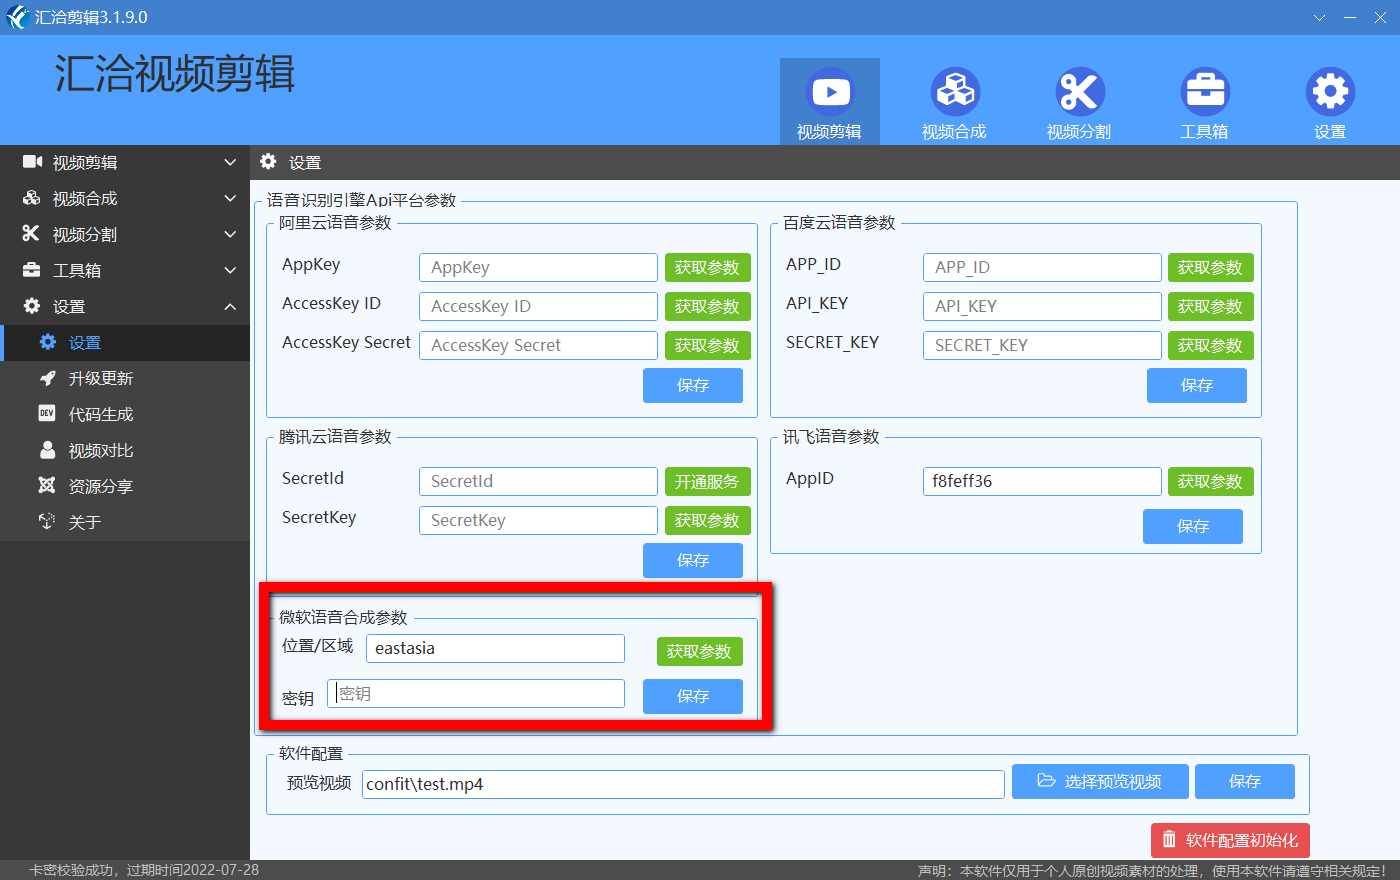 汇洽剪辑3.1.9.0
汇洽视频剪辑
视频剪辑
视频合成
视频分割
工具箱
设置
视频剪辑
视频合成
视频分割
工具箱
设置
设置
升级更新
DEV 代码生成
视频对比
资源分享
关于
设置
语音识别引擎Api平台参数
阿里云语音参数
AppKey AppKey 获取参数
AccessKey ID AccessKey ID 获取参数
AccessKey Secret AccessKey Secret 获取参数
保存
百度云语音参数
APP_ID APP_ID 获取参数
API_KEY API_KEY 获取参数
SECRET_KEY SECRET_KEY 获取参数
保存
腾讯云语音参数
SecretId SecretId 开通服务
SecretKey SecretKey 获取参数
保存
讯飞语音参数
AppID f8feff36 获取参数
保存
微软语音合成参数
位置/区域 eastasia 获取参数
密钥 密钥 保存
软件配置
预览视频 confit\test.mp4 选择预览视频 保存
软件配置初始化
卡密校验成功，过期时间2022-07-28
声明：本软件仅用于个人原创视频素材的处理，使用本软件请遵守相关规定!